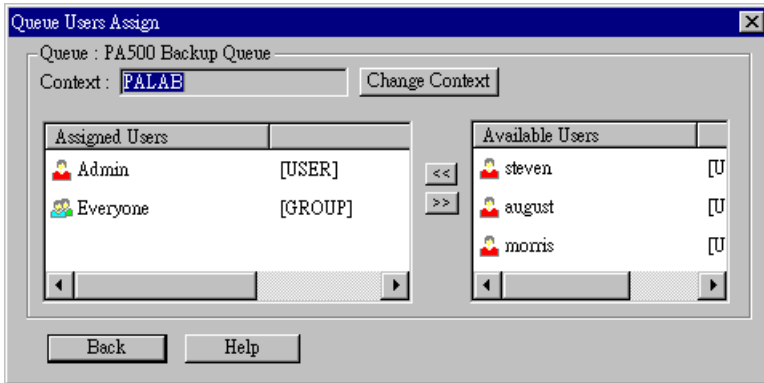 Queue Users Assign
Queue : PA500 Backup Queue
Context : PALAB Change Context
Assigned Users
Admin [USER]
Everyone [GROUP]
<<
>>
Available Users
steven [U
august [U
morris [U
Back Help